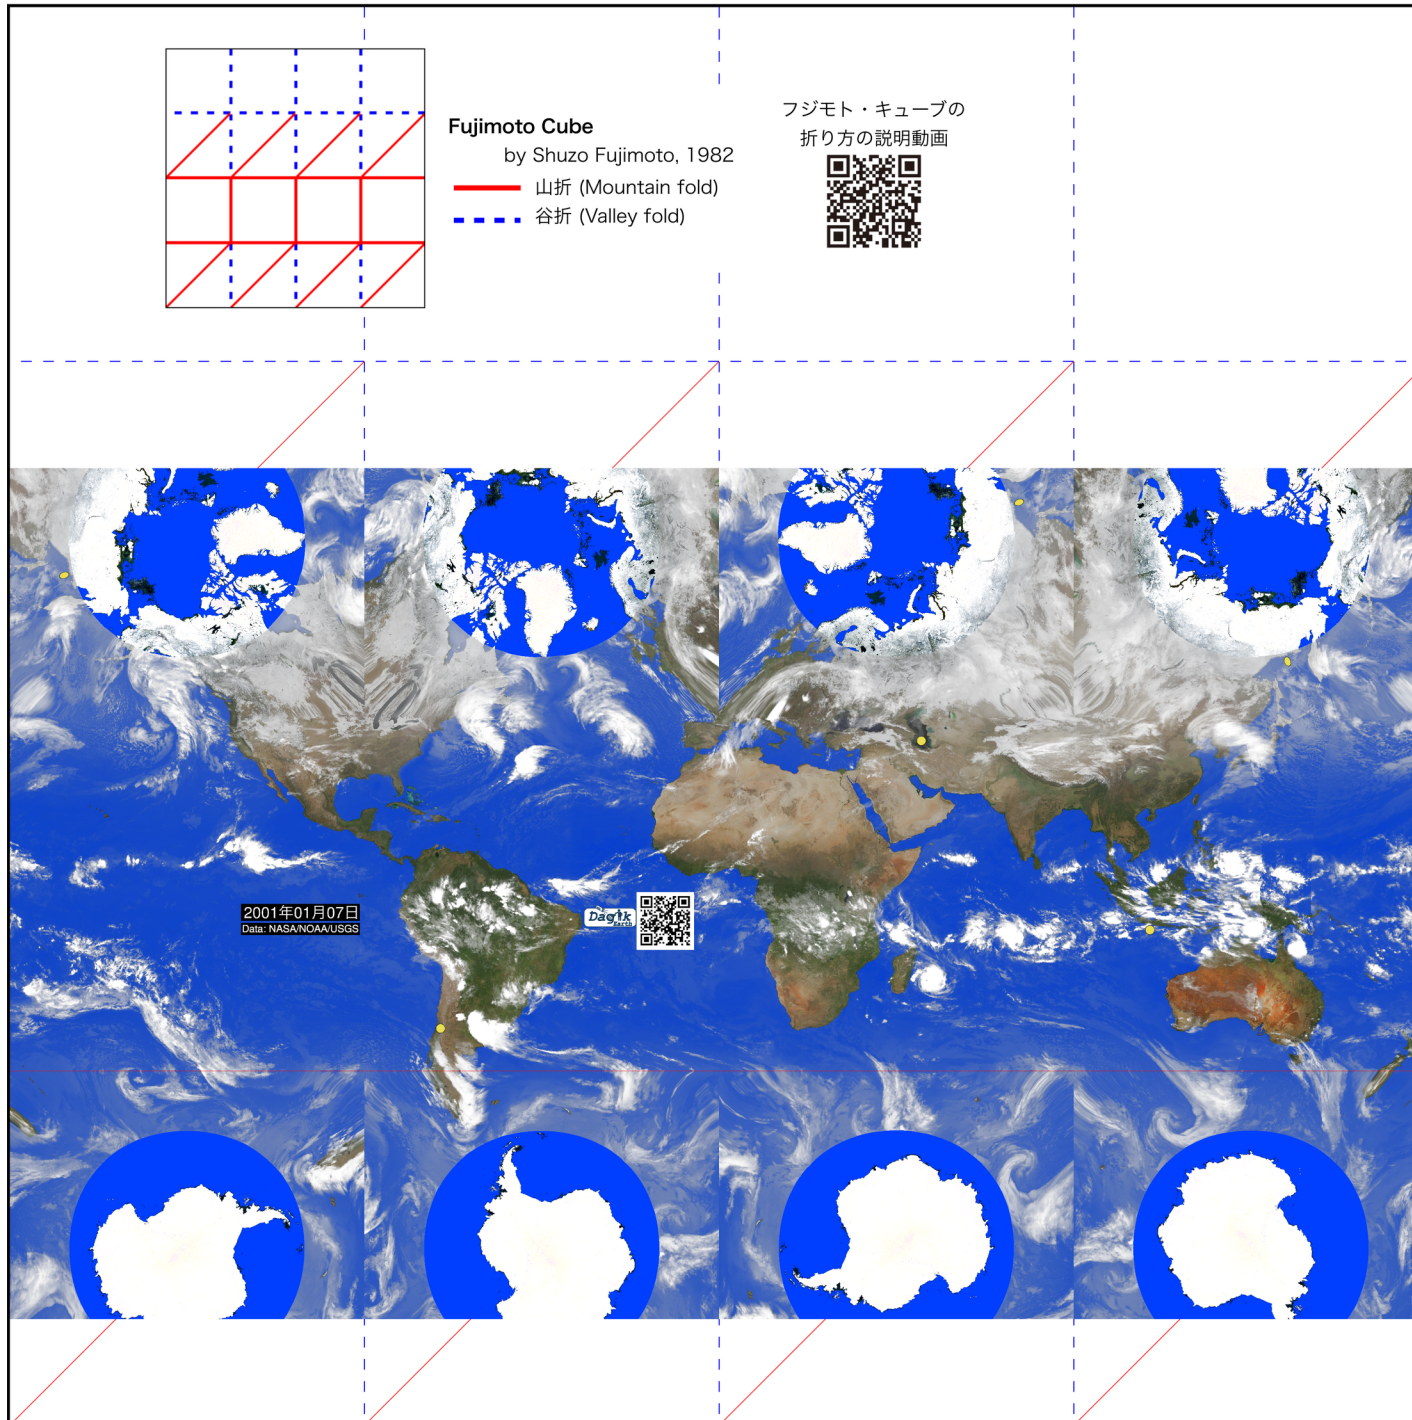 Fujimoto Cube
by Shuzo Fujimoto, 1982
山折 (Mountain fold)
谷折 (Valley fold)
フジモト・キューブの
折り方の説明動画
2001年01月07日
Data: NASA/NOAA/USGS
Dagik
Earth